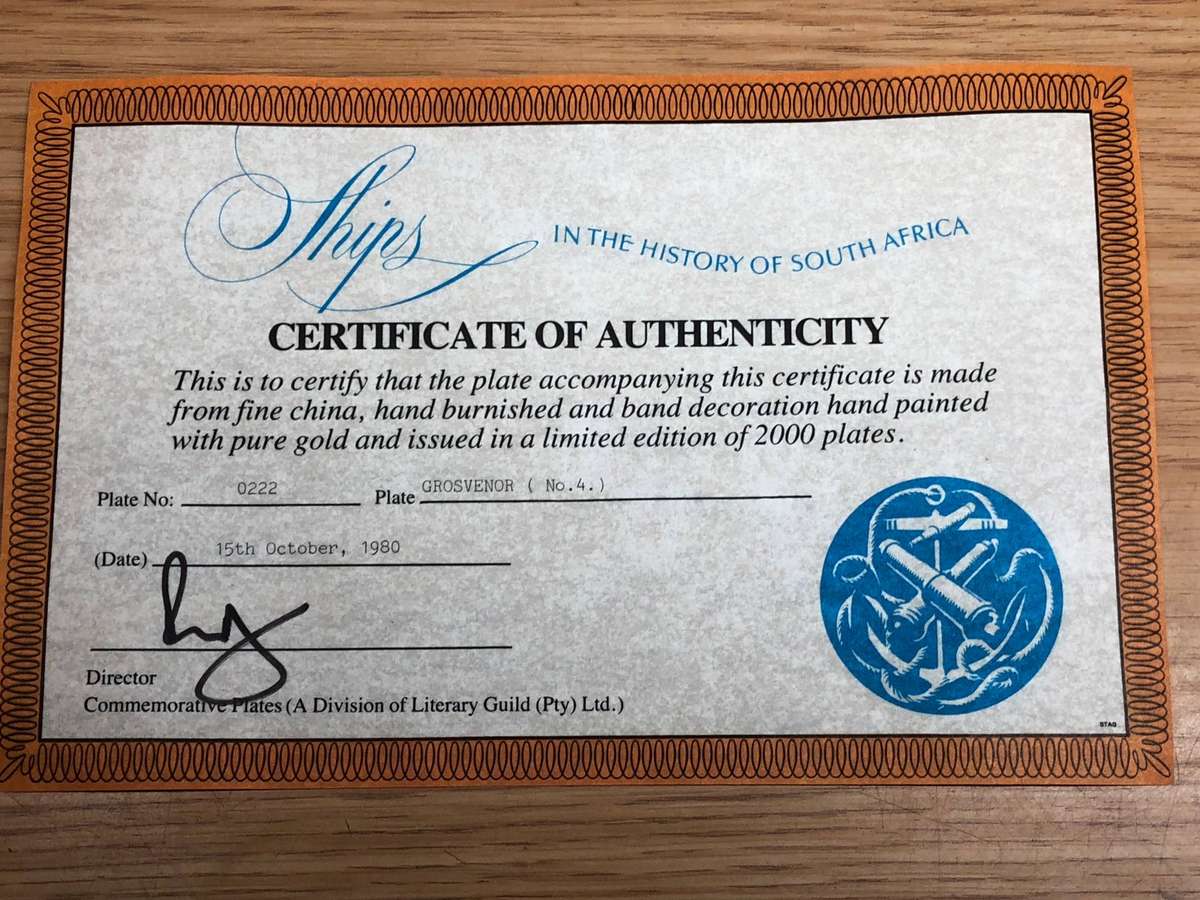 Ships IN THE HISTORY OF SOUTH AFRICA
CERTIFICATE OF AUTHENTICITY
This is to certify that the plate accompanying this certificate is made
from fine china, hand burnished and band decoration hand painted
with pure gold and issued in a limited edition of 2000 plates.
Plate No: 0222 Plate GROSVENOR ( No.4.)
(Date) 15th October, 1980
Director
Commemorative Plates (A Division of Literary Guild (Pty) Ltd.)
STAG